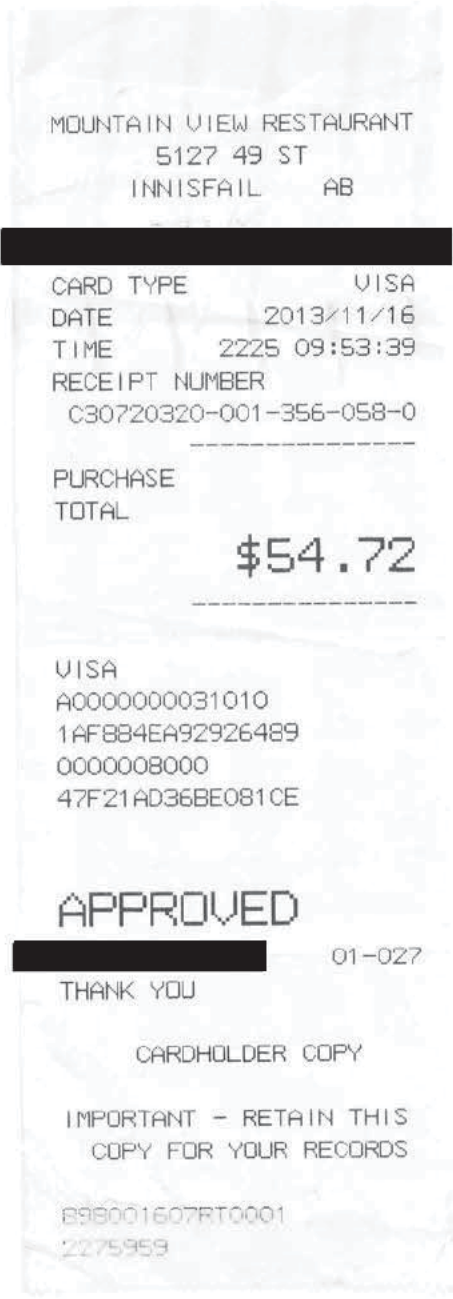 MOUNTAIN VIEW RESTAURANT
5127 49 ST
INNISFAIL AB
CARD TYPE VISA
DATE 2013/11/16
TIME 2225 09:53:39
RECEIPT NUMBER
C30720320-001-356-058-0
---------------
PURCHASE
TOTAL
$54.72
---------------
VISA
A0000000031010
1AF884EA92926489
0000008000
47F21AD36BE081CE
APPROVED
01-027
THANK YOU
CARDHOLDER COPY
IMPORTANT - RETAIN THIS
COPY FOR YOUR RECORDS
898001607RT0001
2275959